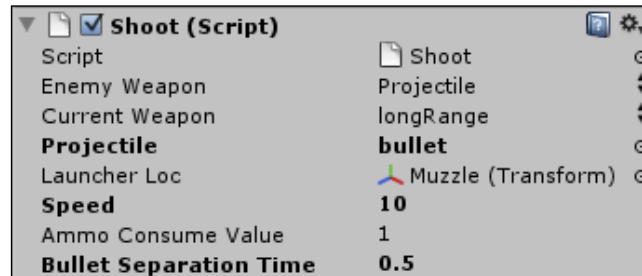 Shoot (Script)
Script Shoot
Enemy Weapon Projectile
Current Weapon longRange
Projectile bullet
Launcher Loc Muzzle (Transform)
Speed 10
Ammo Consume Value 1
Bullet Separation Time 0.5